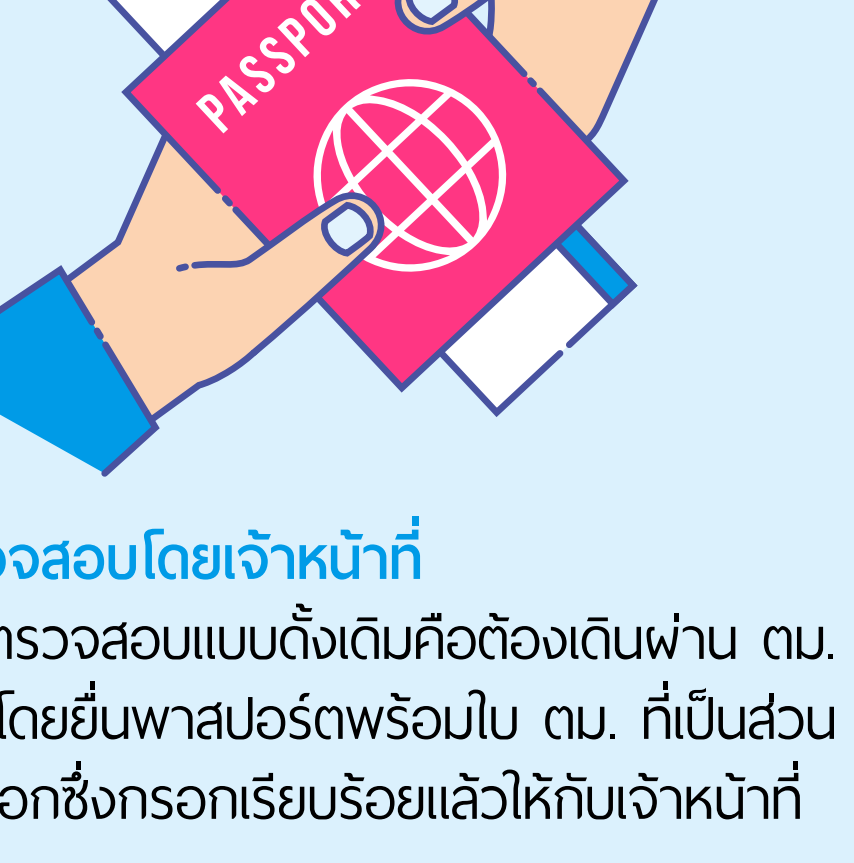 PASSPOR
จสอบโดยเจ้าหน้าที่
ตรวจสอบแบบดั้งเดิมคือต้องเดินผ่าน ตม.
โดยยื่นพาสปอร์ตพร้อมใบ ตม. ที่เป็นส่วน
อกซึ่งกรอกเรียบร้อยแล้วให้กับเจ้าหน้าที่